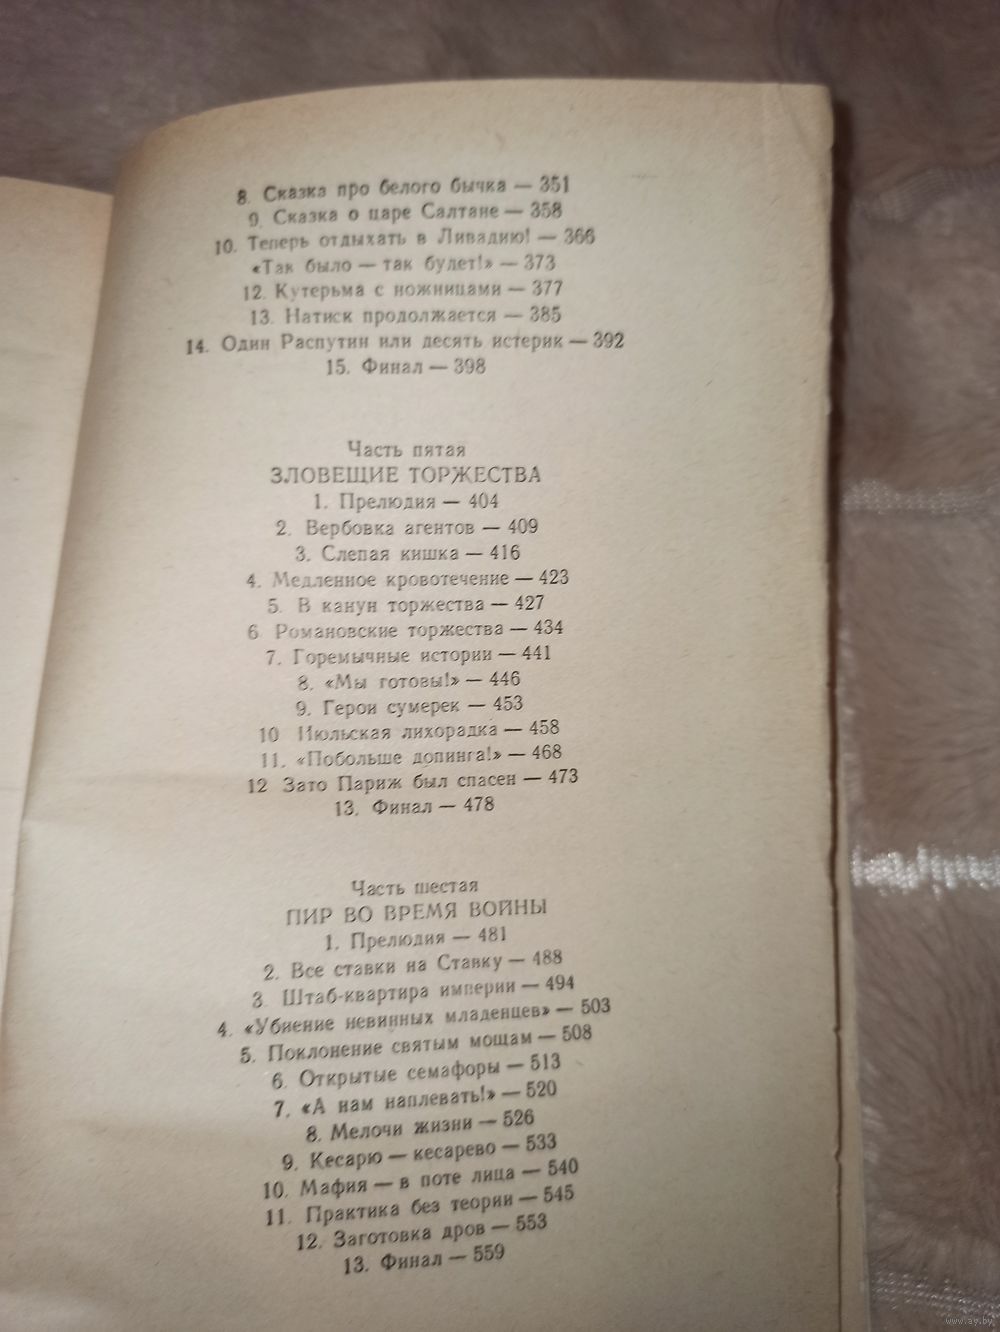 8. Сказка про белого бычка — 351
9. Сказка о царе Салтане — 358
10. Теперь отдыхать в Ливадию! — 366
«Так было — так будет!» — 373
12. Кутерьма с ножницами — 377
13. Натиск продолжается — 385
14. Один Распутин или десять истерик — 392
15. Финал — 398
Часть пятая
ЗЛОВЕЩИЕ ТОРЖЕСТВА
1. Прелюдия — 404
2. Вербовка агентов — 409
3. Слепая кишка — 416
4. Медленное кровотечение — 423
5. В канун торжества — 427
6. Романовские торжества — 434
7. Горемычные истории — 441
8. «Мы готовы!» — 446
9. Герои сумерек — 453
10 Июльская лихорадка — 458
11. «Побольше допинга!» — 468
12 Зато Париж был спасен — 473
13. Финал — 478
Часть шестая
ПИР ВО ВРЕМЯ ВОЙНЫ
1. Прелюдия — 481
2. Все ставки на Ставку — 488
3. Штаб-квартира империи — 494
4. «Убиение невинных младенцев» — 503
5. Поклонение святым мощам — 508
6. Открытые семафоры — 513
7. «А нам наплевать!» — 520
8. Мелочи жизни — 526
9. Кесарю — кесарево — 533
10. Мафия — в поте лица — 540
11. Практика без теории — 545
12. Заготовка дров — 553
13. Финал — 559
www.ay.by